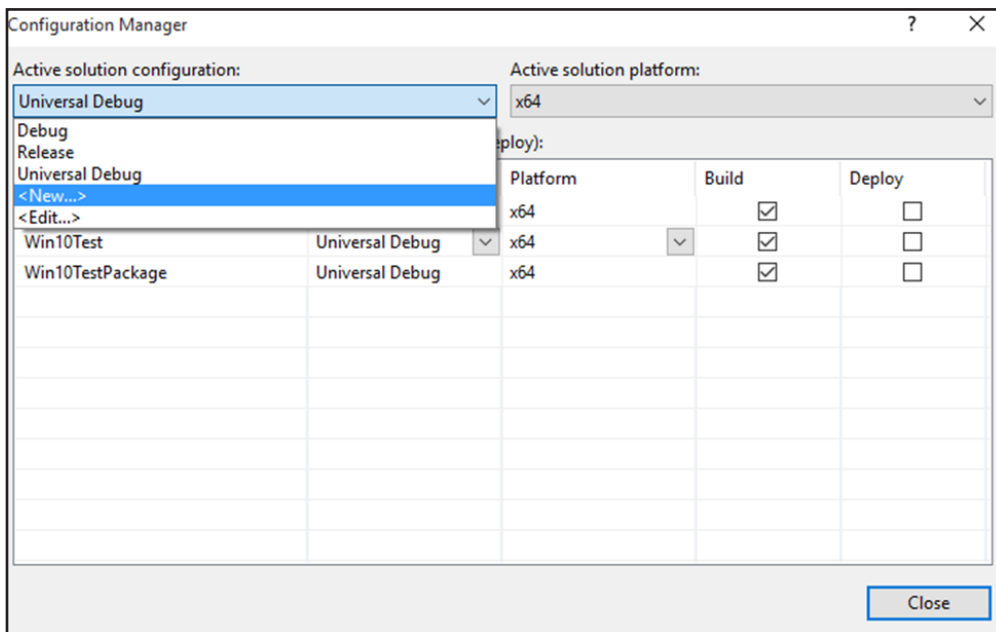 Configuration Manager ?
Active solution configuration: Active solution platform:
Universal Debug x64
Debug
Release
Universal Debug
<New...>
<Edit...>
ploy):
Platform Build Deploy
x64
Win10Test Universal Debug x64
Win10TestPackage Universal Debug x64
Close